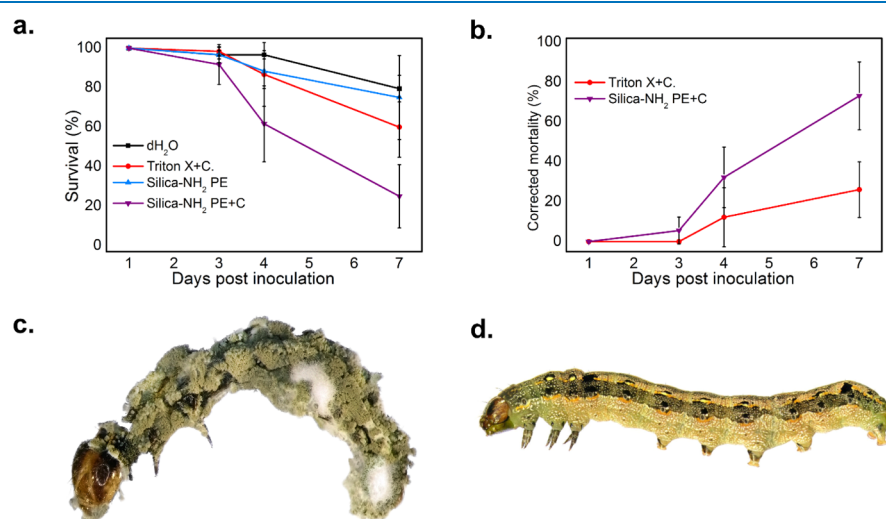 a.
100
80
60
40
20
0
Survival (%)
dH₂O
Triton X+C.
Silica-NH₂ PE
Silica-NH₂ PE+C
1 2 3 4 5 6 7
Days post inoculation
b.
100
80
60
40
20
0
Corrected mortality (%)
Triton X+C.
Silica-NH₂ PE+C
1 2 3 4 5 6 7
Days post inoculation
c.
d.